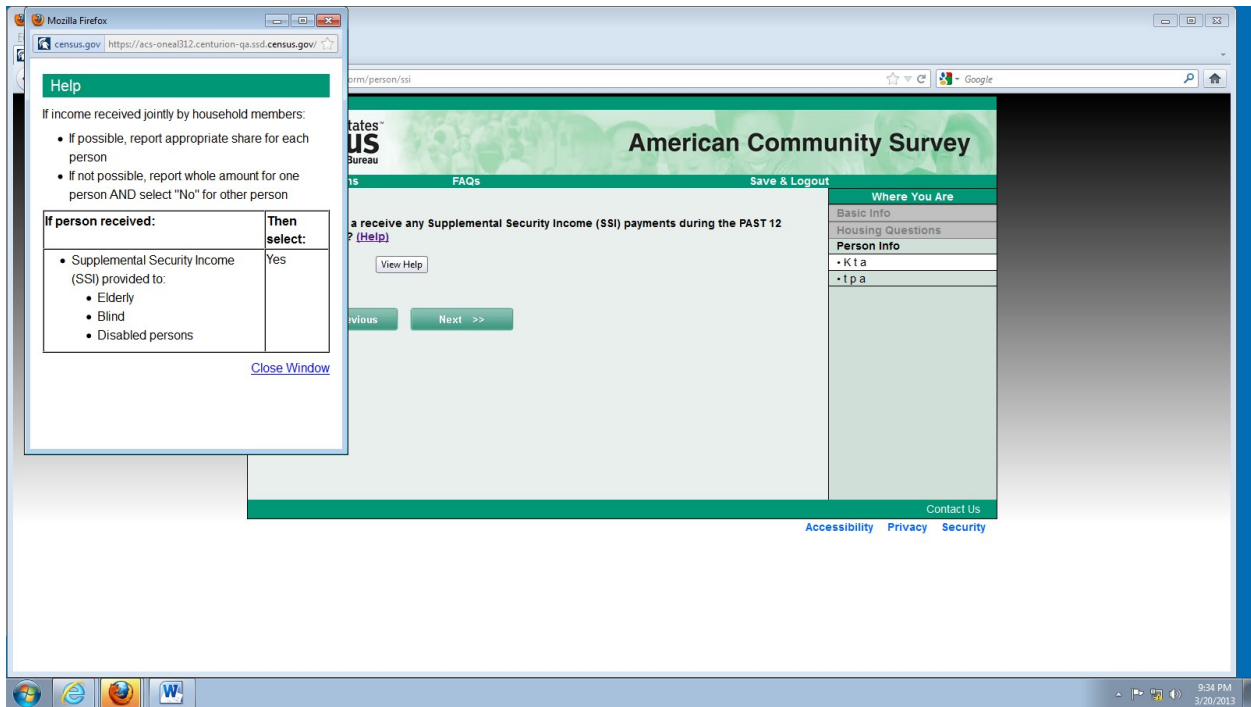 Mozilla Firefox
census.gov https://acs-oneal312.centurion-qa.ssd.census.gov/
Help
If income received jointly by household members:
• If possible, report appropriate share for each
person
• If not possible, report whole amount for one
person AND select "No" for other person
If person received: Then
select:
• Supplemental Security Income Yes
(SSI) provided to:
• Elderly
• Blind
• Disabled persons
Close Window
orm/person/ssi
Google
tates™
us
Bureau
American Community Survey
ns FAQs Save & Logout
a receive any Supplemental Security Income (SSI) payments during the PAST 12
? (Help)
View Help
evious Next >>
Where You Are
Basic Info
Housing Questions
Person Info
• K t a
• t p a
Contact Us
Accessibility Privacy Security
9:34 PM
3/20/2013